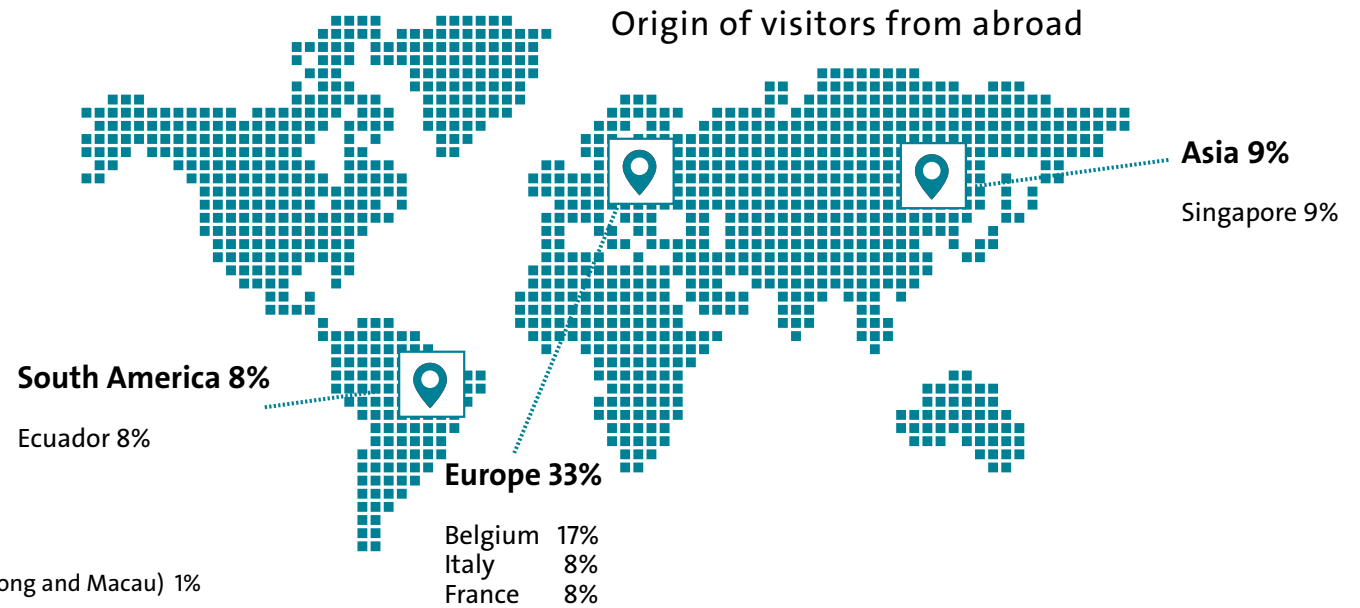 Origin of visitors from abroad
Asia 9%
Singapore 9%
South America 8%
Ecuador 8%
Europe 33%
Belgium 17%
Italy 8%
France 8%
ong and Macau) 1%